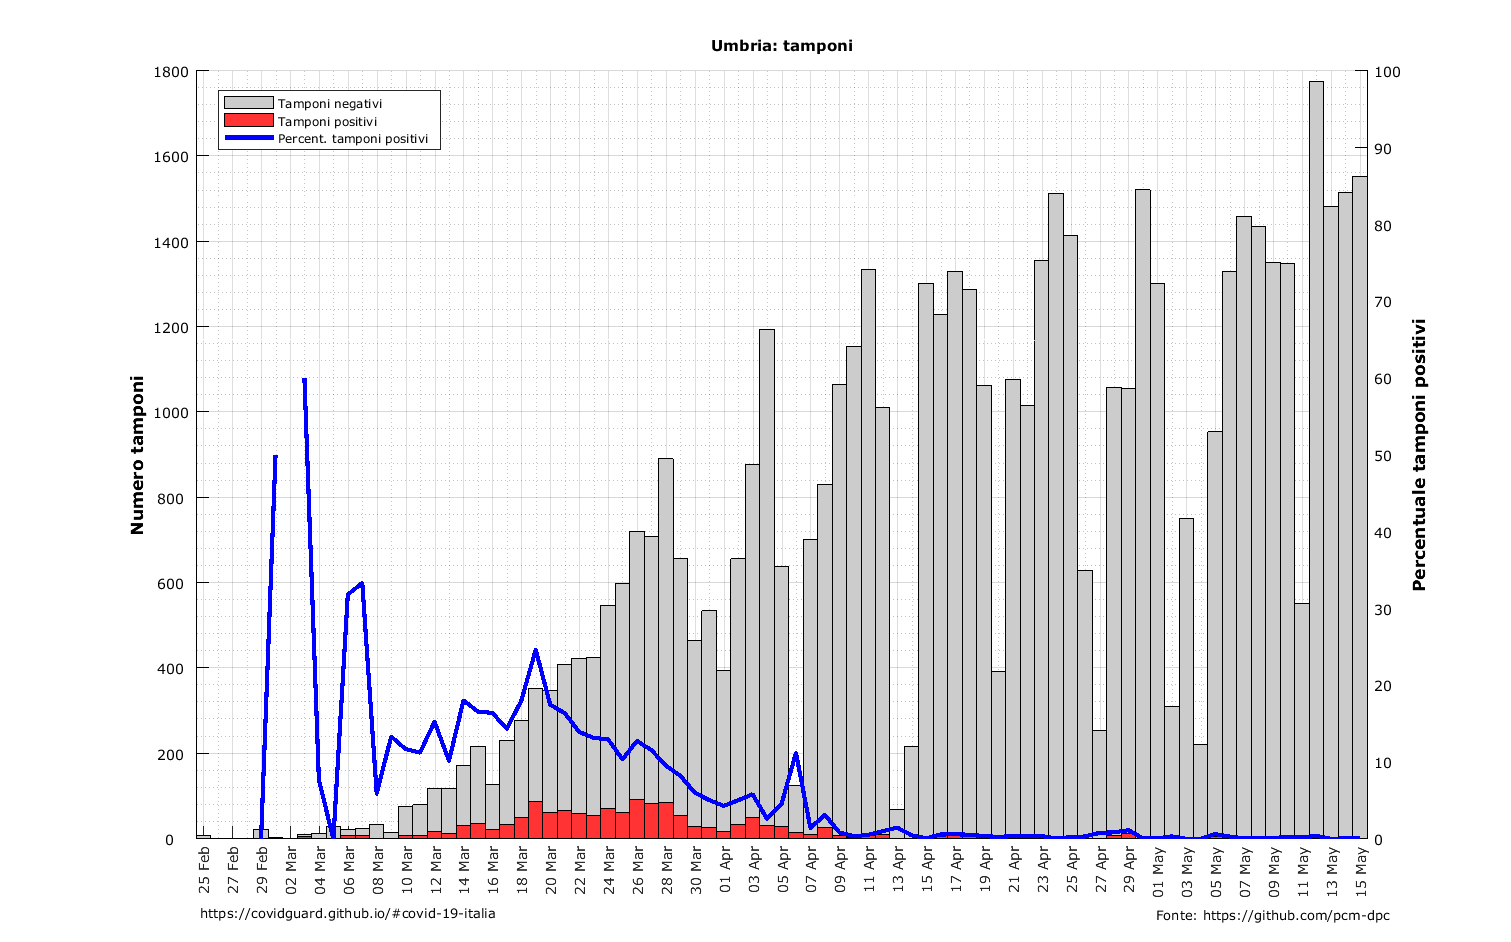 Umbria: tamponi
Tamponi negativi
Tamponi positivi
Percent. tamponi positivi
Numero tamponi
1800
1600
1400
1200
1000
800
600
400
200
0
100
90
80
70
60
50
40
30
20
10
0
Percentuale tamponi positivi
25 Feb
27 Feb
29 Feb
02 Mar
04 Mar
06 Mar
08 Mar
10 Mar
12 Mar
14 Mar
16 Mar
18 Mar
20 Mar
22 Mar
24 Mar
26 Mar
28 Mar
30 Mar
01 Apr
03 Apr
05 Apr
07 Apr
09 Apr
11 Apr
13 Apr
15 Apr
17 Apr
19 Apr
21 Apr
23 Apr
25 Apr
27 Apr
29 Apr
01 May
03 May
05 May
07 May
09 May
11 May
13 May
15 May
https://covidguard.github.io/#covid-19-italia
Fonte: https://github.com/pcm-dpc